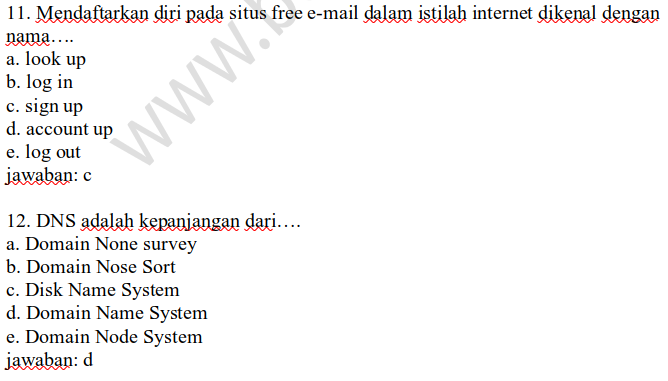 11. Mendaftarkan diri pada situs free e-mail dalam istilah internet dikenal dengan
nama….
a. look up
b. log in
c. sign up
d. account up
e. log out
jawaban: c
12. DNS adalah kepanjangan dari….
a. Domain None survey
b. Domain Nose Sort
c. Disk Name System
d. Domain Name System
e. Domain Node System
jawaban: d
www.b